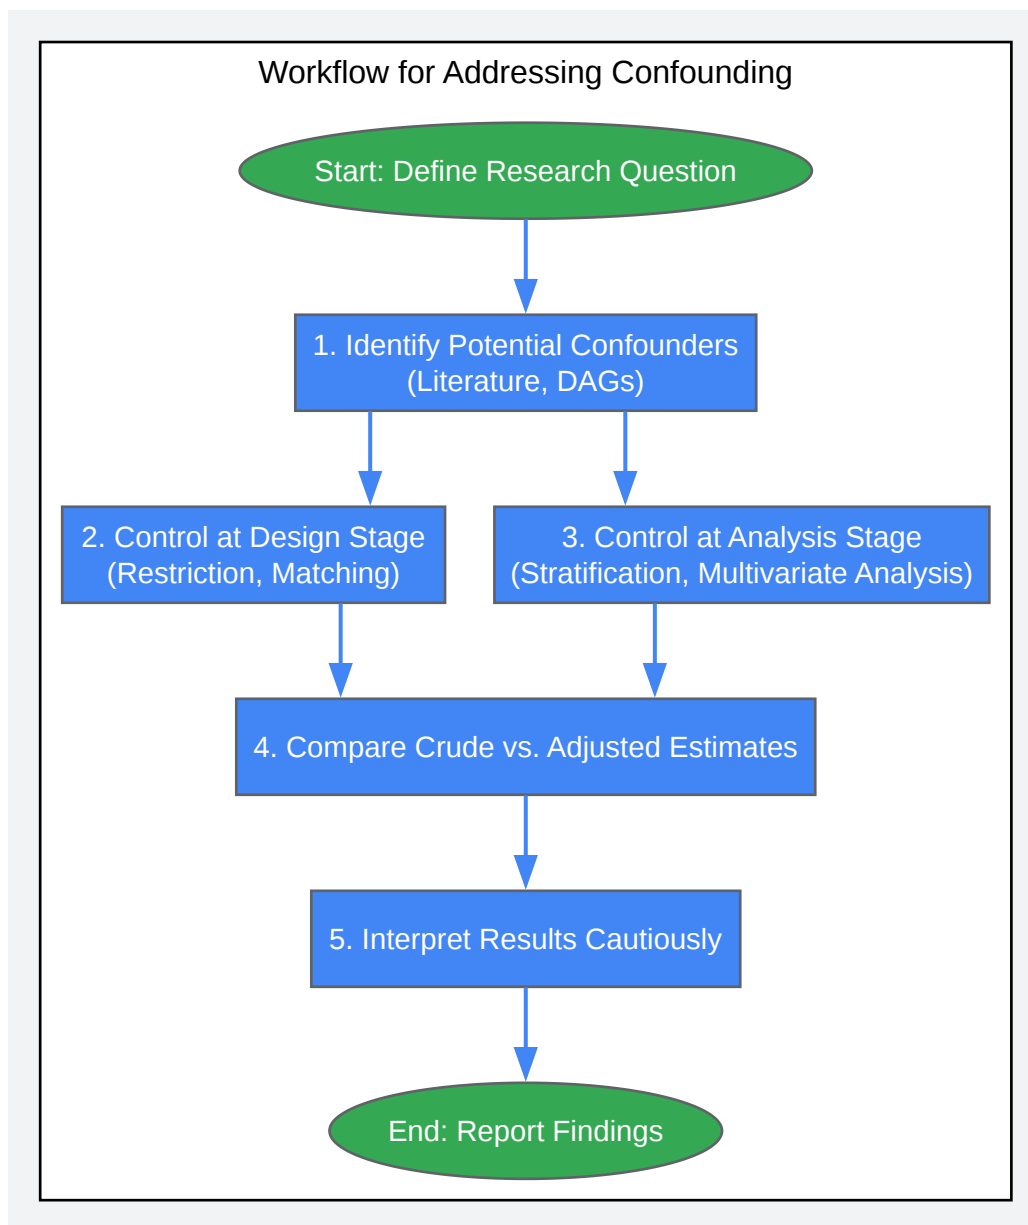 Workflow for Addressing Confounding
Start: Define Research Question
1. Identify Potential Confounders
(Literature, DAGs)
2. Control at Design Stage
(Restriction, Matching)
3. Control at Analysis Stage
(Stratification, Multivariate Analysis)
4. Compare Crude vs. Adjusted Estimates
5. Interpret Results Cautiously
End: Report Findings